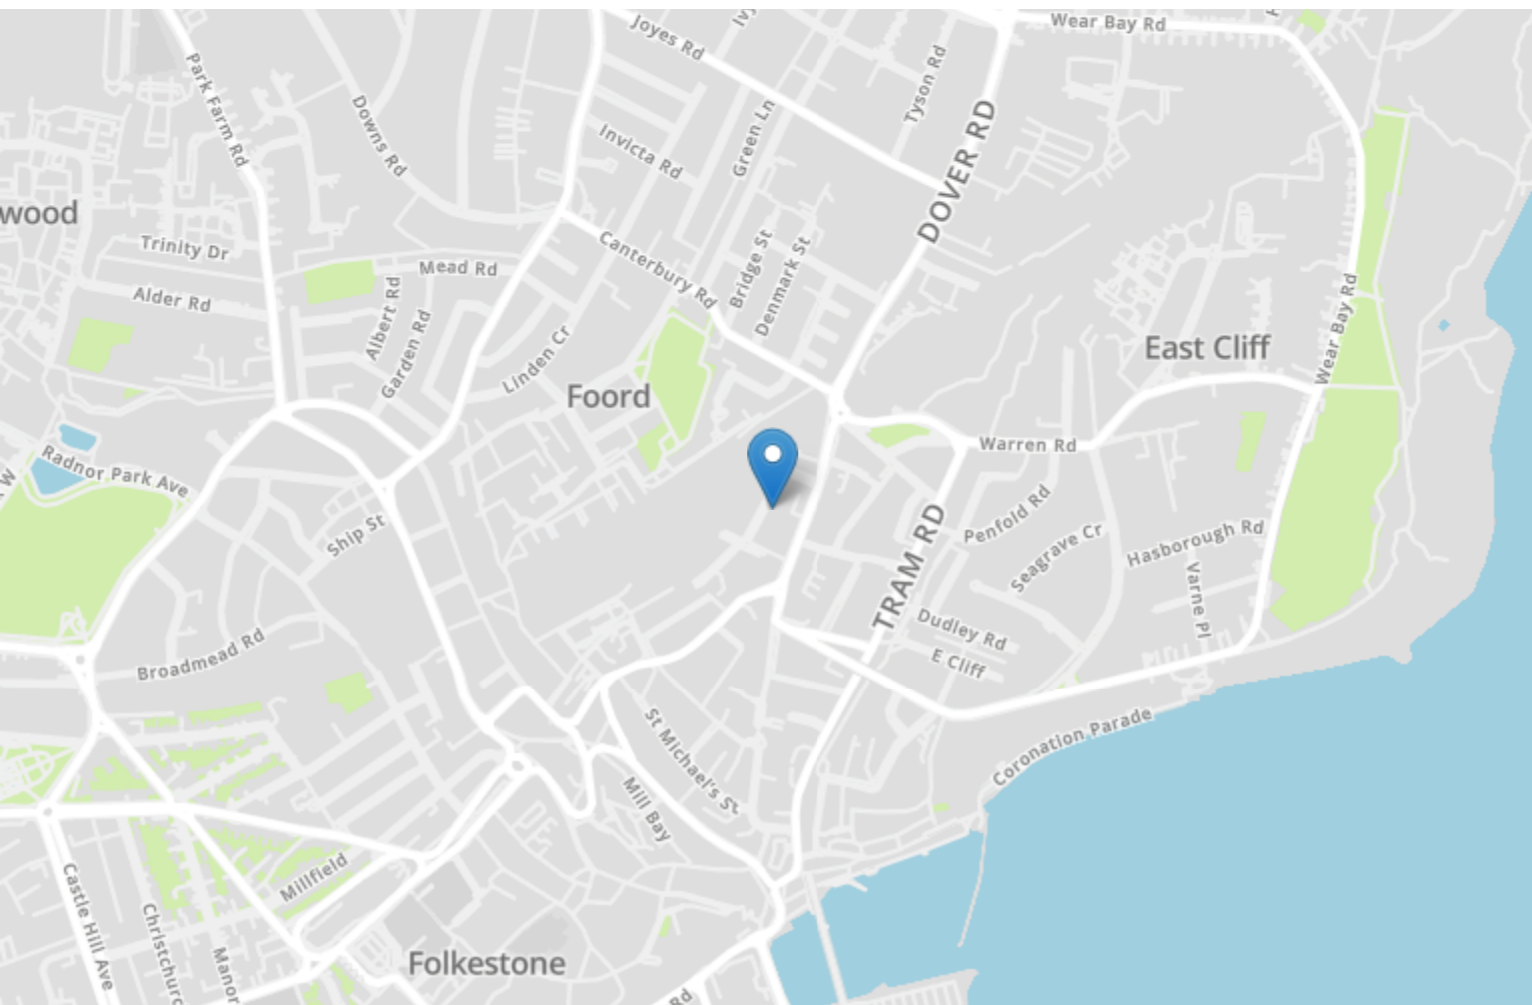 Joyes Rd
Wear Bay Rd
Park Farm Rd
Downs Rd
Tyson Rd
Invicta Rd
Green Ln
DOVER RD
wood
Trinity Dr
Mead Rd
Canterbury Rd
Bridge St
Denmark St
Alder Rd
Albert Rd
Garden Rd
Linden Cr
Wear Bay Rd
East Cliff
Foord
Radnor Park Ave
Warren Rd
Ship St
TRAM RD
Penfold Rd
Seagrave Cr
Hasborough Rd
Varne Pl
Dudley Rd
E Cliff
Broadmead Rd
St Michael's St
Coronation Parade
Mill Bay
Millfield
Castle Hill Ave
Christchurc
Manor
Folkestone
Rd